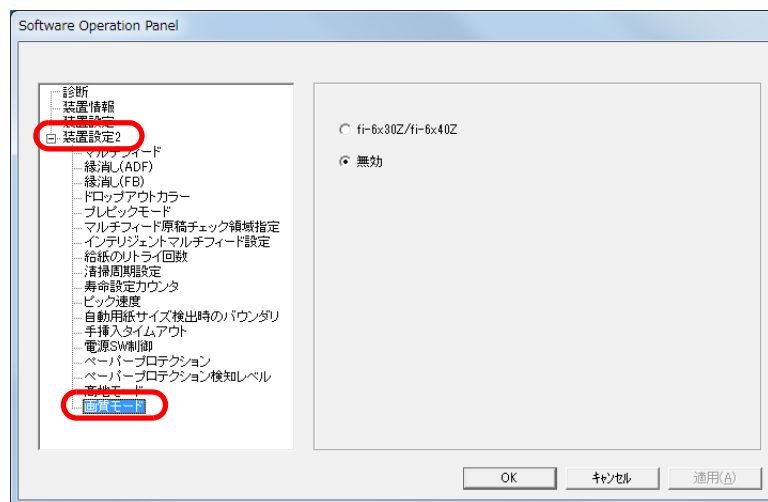 Software Operation Panel
診断
装置情報
装置設定
装置設定2
マルチフィード
縁消し(ADF)
縁消し(FB)
ドロップアウトカラー
プレピックモード
マルチフィード原稿チェック領域指定
インテリジェントマルチフィード設定
給紙のリトライ回数
清掃周期設定
寿命設定カウンタ
ピック速度
自動用紙サイズ検出時のバウンダリ
手挿入タイムアウト
電源SW制御
ペーパープロテクション
ペーパープロテクション検知レベル
高地モード
画質モード
fi-6x30Z/fi-6x40Z
無効
OK キャンセル 適用(A)